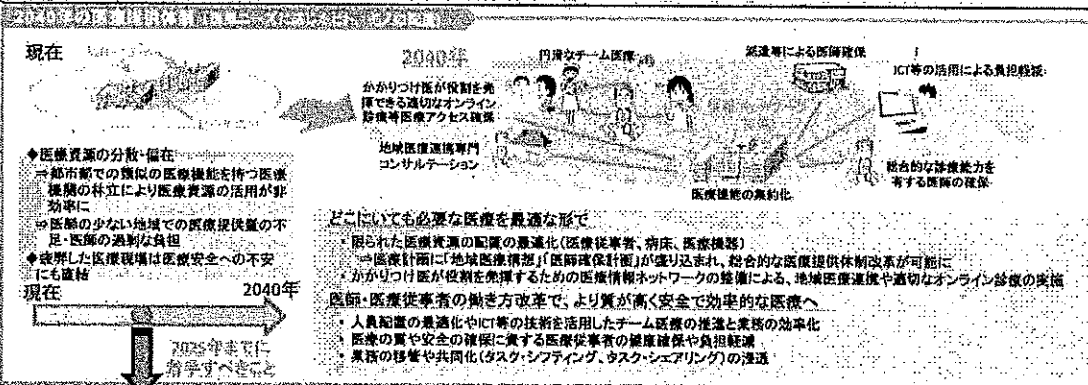 2040年の医療提供体制
現在
2040年
円滑なチーム医療
派遣等による医師確保
ICT等の活用による負担軽減
かかりつけ医が役割を発
揮できる適切なオンライン
診療等医療アクセス確保
地域医療連携専門
コンサルテーション
医療機能の集約化
総合的な診療能力を
有する医師の確保
◆医療資源の分散・偏在
⇒都市部での類似の医療機能を持つ医療
機関の林立により医療資源の活用が非
効率に
⇒医師の少ない地域での医療提供量の不
足・医師の過剰な負担
◆疲弊した医療現場は医療安全への不安
にも直結
現在
2040年
2025年までに
着手すべきこと
どこにいても必要な医療を最適な形で
・限られた医療資源の配置の最適化(医療従事者、病床、医療機器)
⇒医療計画に「地域医療構想」「医師確保計画」が盛り込まれ、総合的な医療提供体制改革が可能に
・かかりつけ医が役割を発揮するための医療情報ネットワークの整備による、地域医療連携や適切なオンライン診療の実施
医師・医療従事者の働き方改革で、より質が高く安全で効率的な医療へ
・人員配置の最適化やICT等の技術を活用したチーム医療の推進と業務の効率化
・医療の質や安全の確保に資する医療従事者の健康確保や負担軽減
・業務の移管や共同化(タスク・シフティング、タスク・シェアリング)の浸透